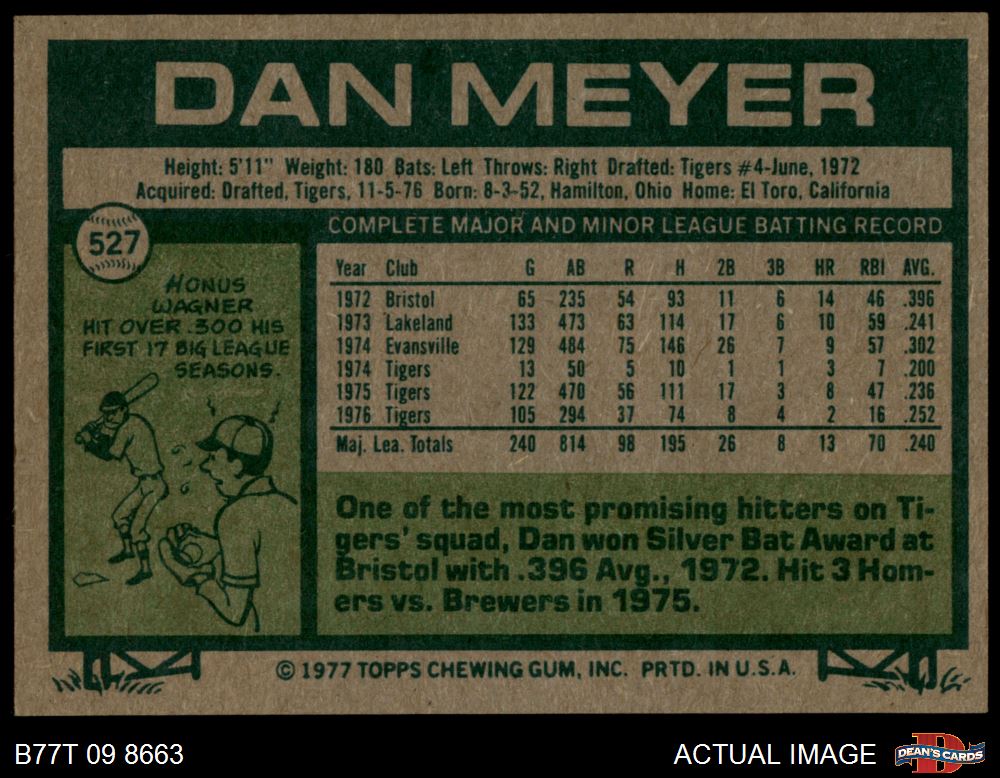 DAN MEYER
Height: 5'11" Weight: 180 Bats: Left Throws: Right Drafted: Tigers #4-June, 1972
Acquired: Drafted, Tigers, 11-5-76 Born: 8-3-52, Hamilton, Ohio Home: El Toro, California
527
HONUS
WAGNER
HIT OVER .300 HIS
FIRST 17 BIG LEAGUE
SEASONS.
COMPLETE MAJOR AND MINOR LEAGUE BATTING RECORD
Year Club G AB R H 2B 3B HR RBI AVG.
1972 Bristol 65 235 54 93 11 6 14 46 .396
1973 Lakeland 133 473 63 114 17 6 10 59 .241
1974 Evansville 129 484 75 146 26 7 9 57 .302
1974 Tigers 13 50 5 10 1 1 3 7 .200
1975 Tigers 122 470 56 111 17 3 8 47 .236
1976 Tigers 105 294 37 74 8 4 2 16 .252
Maj. Lea. Totals 240 814 98 195 26 8 13 70 .240
One of the most promising hitters on Ti-
gers' squad, Dan won Silver Bat Award at
Bristol with .396 Avg., 1972. Hit 3 Hom-
ers vs. Brewers in 1975.
© 1977 TOPPS CHEWING GUM, INC. PRTD. IN U.S.A.
B77T 09 8663
ACTUAL IMAGE
DEAN'S CARDS